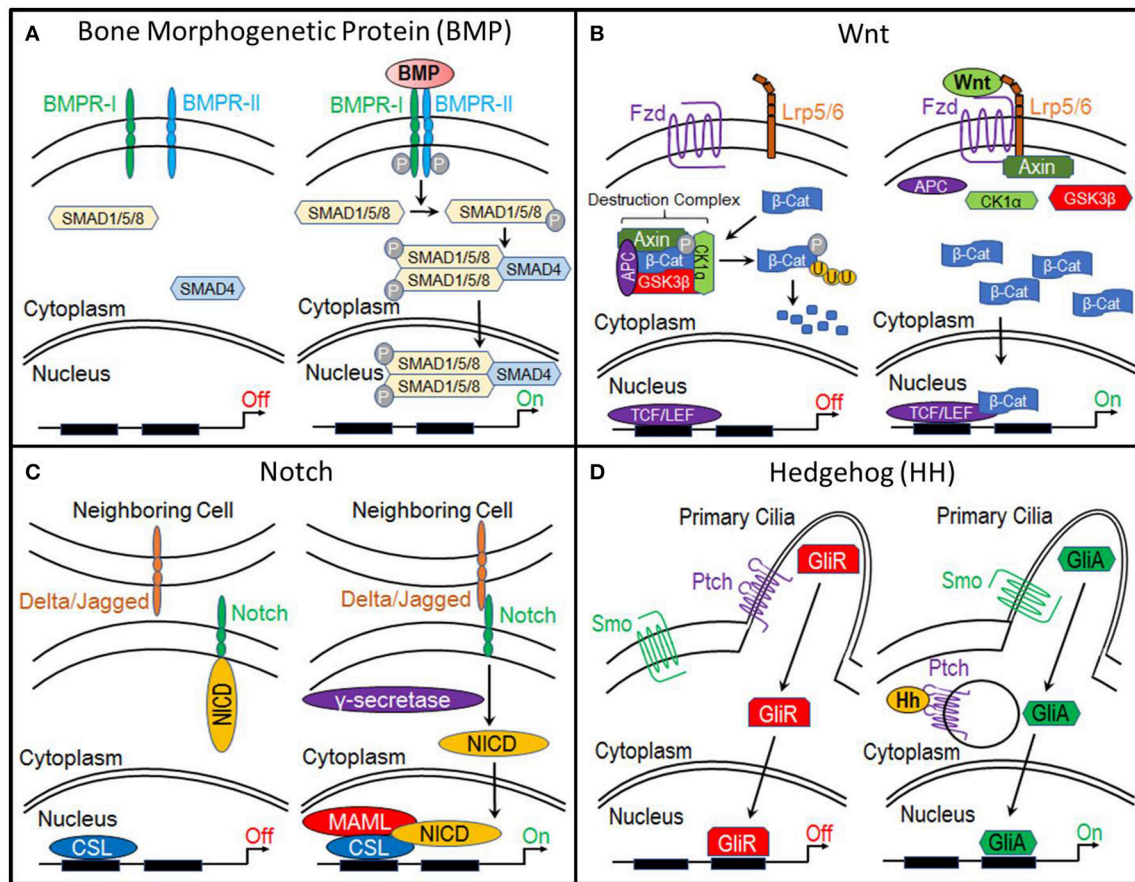 A
Bone Morphogenetic Protein (BMP)
BMPR-I
BMPR-II
SMAD1/5/8
SMAD4
Cytoplasm
Nucleus
Off
BMP
BMPR-I
BMPR-II
P
P
SMAD1/5/8
SMAD1/5/8
P
P
SMAD1/5/8
SMAD1/5/8
SMAD4
P
Cytoplasm
Nucleus
P
SMAD1/5/8
SMAD1/5/8
SMAD4
P
On
B
Wnt
Fzd
Lrp5/6
Destruction Complex
β-Cat
Axin
P
APC
β-Cat
CK1α
GSK3β
β-Cat
P
U
U
U
Cytoplasm
Nucleus
TCF/LEF
Off
Wnt
Fzd
Lrp5/6
Axin
APC
CK1α
GSK3β
β-Cat
β-Cat
β-Cat
β-Cat
Cytoplasm
Nucleus
β-Cat
TCF/LEF
On
C
Notch
Neighboring Cell
Delta/Jagged
Notch
NICD
Cytoplasm
Nucleus
CSL
Off
Neighboring Cell
Delta/Jagged
Notch
γ-secretase
NICD
Cytoplasm
Nucleus
MAML
NICD
CSL
On
D
Hedgehog (HH)
Primary Cilia
Ptch
GliR
Smo
GliR
Cytoplasm
Nucleus
GliR
Off
Primary Cilia
GliA
Smo
Ptch
Hh
GliA
Cytoplasm
Nucleus
GliA
On